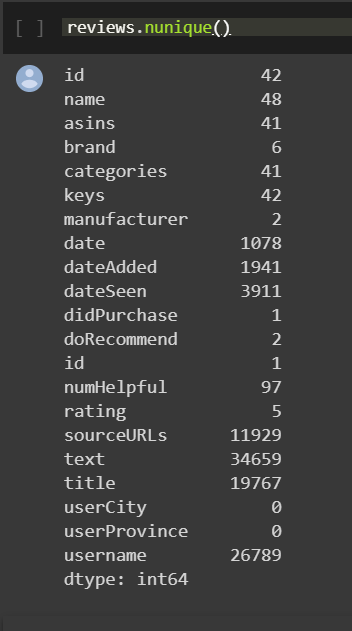 [ ] reviews.nunique()
id 42
name 48
asins 41
brand 6
categories 41
keys 42
manufacturer 2
date 1078
dateAdded 1941
dateSeen 3911
didPurchase 1
doRecommend 2
id 1
numHelpful 97
rating 5
sourceURLs 11929
text 34659
title 19767
userCity 0
userProvince 0
username 26789
dtype: int64